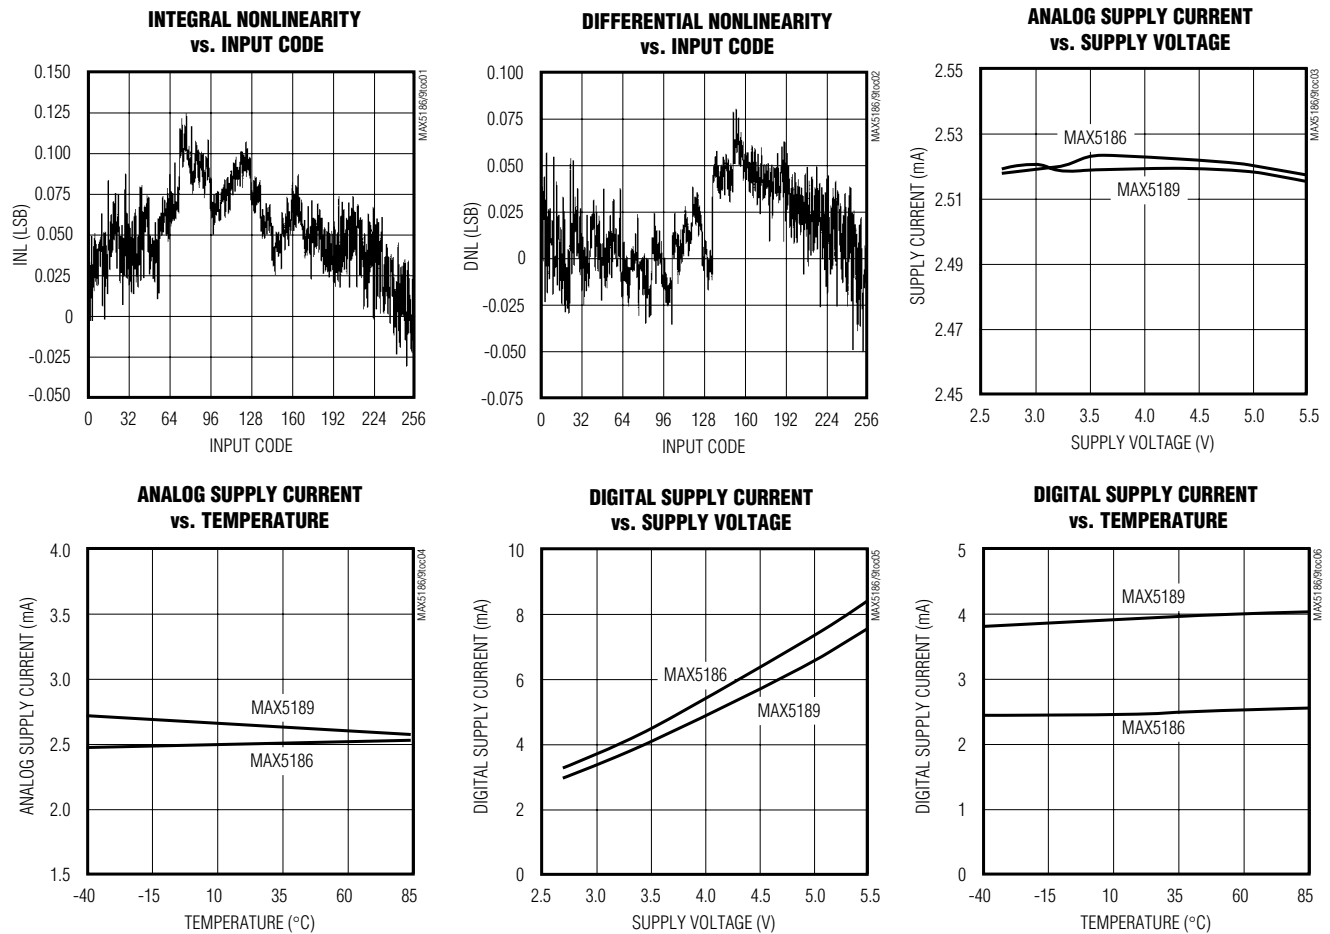 INTEGRAL NONLINEARITY
vs. INPUT CODE
0.150
0.125
0.100
0.075
0.050
0.025
0
-0.025
-0.050
INL (LSB)
0 32 64 96 128 160 192 224 256
INPUT CODE
MAX5186/9toc01
DIFFERENTIAL NONLINEARITY
vs. INPUT CODE
0.100
0.075
0.050
0.025
0
-0.025
-0.050
-0.075
DNL (LSB)
0 32 64 96 128 160 192 224 256
INPUT CODE
MAX5186/9toc02
ANALOG SUPPLY CURRENT
vs. SUPPLY VOLTAGE
2.55
2.53
2.51
2.49
2.47
2.45
SUPPLY CURRENT (mA)
MAX5186
MAX5189
2.5 3.0 3.5 4.0 4.5 5.0 5.5
SUPPLY VOLTAGE (V)
MAX5186/9toc03
ANALOG SUPPLY CURRENT
vs. TEMPERATURE
4.0
3.5
3.0
2.5
2.0
1.5
ANALOG SUPPLY CURRENT (mA)
MAX5189
MAX5186
-40 -15 10 35 60 85
TEMPERATURE (°C)
MAX5186/9toc04
DIGITAL SUPPLY CURRENT
vs. SUPPLY VOLTAGE
10
8
6
4
2
0
DIGITAL SUPPLY CURRENT (mA)
MAX5186
MAX5189
2.5 3.0 3.5 4.0 4.5 5.0 5.5
SUPPLY VOLTAGE (V)
MAX5186/9toc05
DIGITAL SUPPLY CURRENT
vs. TEMPERATURE
5
4
3
2
1
0
DIGITAL SUPPLY CURRENT (mA)
MAX5189
MAX5186
-40 -15 10 35 60 85
TEMPERATURE (°C)
MAX5186/9toc06